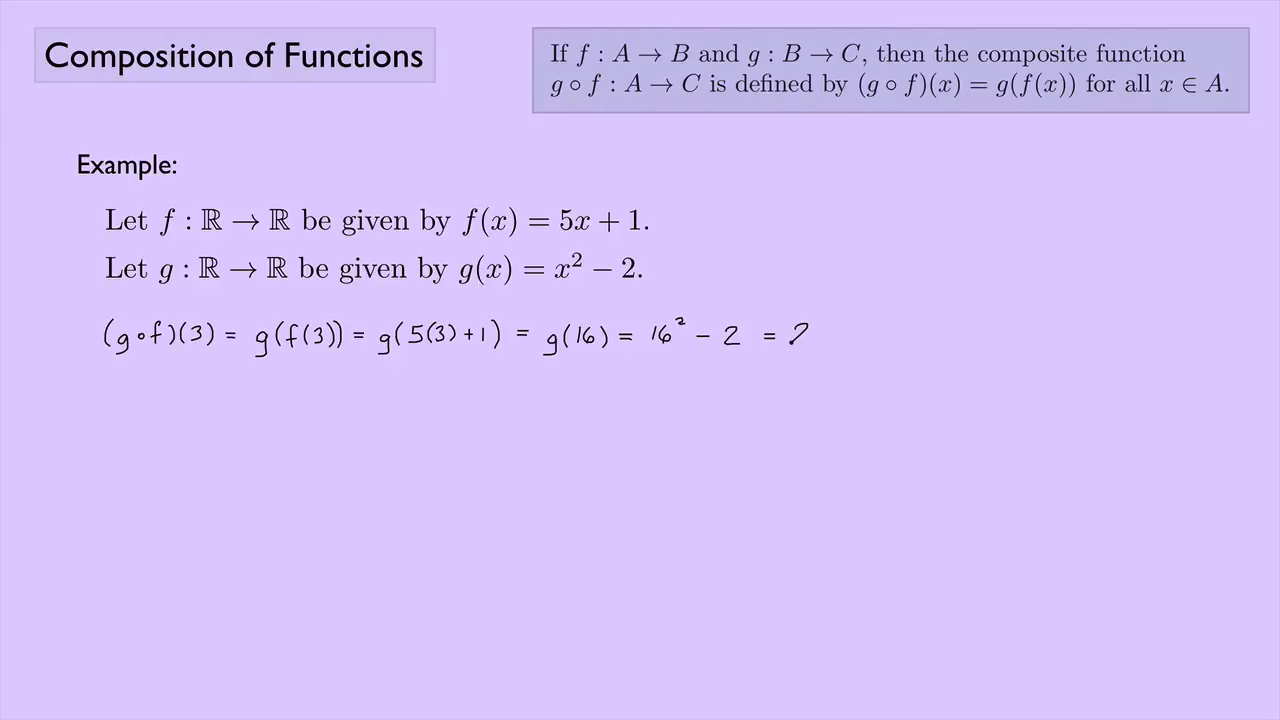 Composition of Functions
If f : A → B and g : B → C, then the composite function
g ∘ f : A → C is defined by (g ∘ f)(x) = g(f(x)) for all x ∈ A.
Example:
Let f : ℝ → ℝ be given by f(x) = 5x + 1.
Let g : ℝ → ℝ be given by g(x) = x² − 2.
(g∘f)(3) = g(f(3)) = g(5(3)+1) = g(16) = 16² − 2 = 2